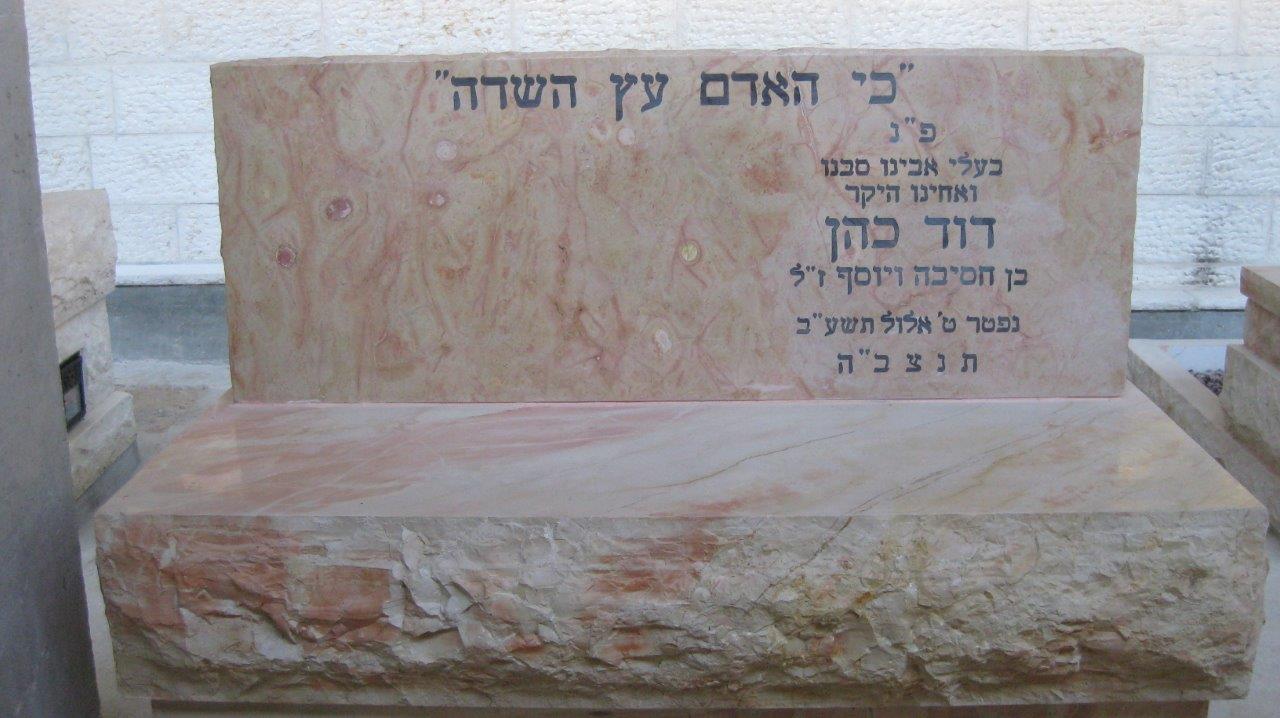 "כי האדם עץ השדה"
פ"נ
בעלי אבינו סבנו
ואחינו היקר
דוד כהן
בן חסיבה ויוסף ז"ל
נפטר ט' אלול תשע"ב
ת נ צ ב"ה